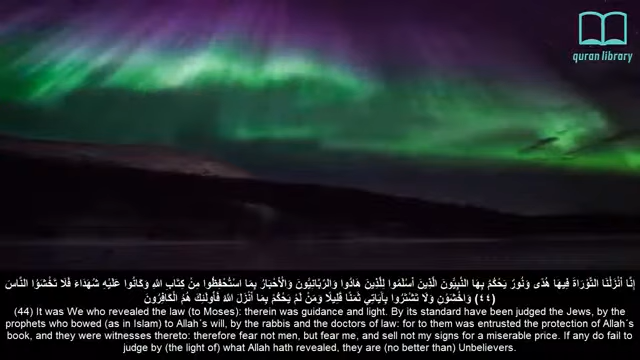 quran library
إِنَّا أَنْزَلْنَا التَّوْرَاةَ فِيهَا هُدًى وَنُورٌ يَحْكُمُ بِهَا النَّبِيُّونَ الَّذِينَ أَسْلَمُوا لِلَّذِينَ هَادُوا وَالرَّبَّانِيُّونَ وَالْأَحْبَارُ بِمَا اسْتُحْفِظُوا مِنْ كِتَابِ اللَّهِ وَكَانُوا عَلَيْهِ شُهَدَاءَ فَلَا تَخْشَوُا النَّاسَ
وَاخْشَوْنِ وَلَا تَشْتَرُوا بِآيَاتِي ثَمَنًا قَلِيلًا وَمَنْ لَمْ يَحْكُمْ بِمَا أَنْزَلَ اللَّهُ فَأُولَئِكَ هُمُ الْكَافِرُونَ (٤٤)
(44) It was We who revealed the law (to Moses): therein was guidance and light. By its standard have been judged the Jews, by the
prophets who bowed (as in Islam) to Allah´s will, by the rabbis and the doctors of law: for to them was entrusted the protection of Allah´s
book, and they were witnesses thereto: therefore fear not men, but fear me, and sell not my signs for a miserable price. If any do fail to
judge by (the light of) what Allah hath revealed, they are (no better than) Unbelievers.